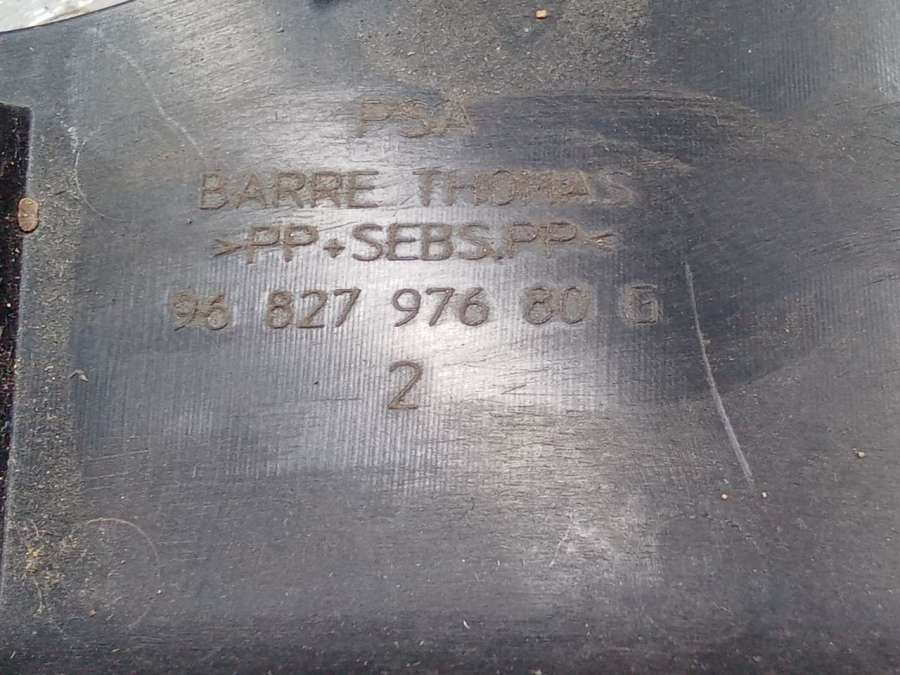 PSA
BARRE THOMAS
>PP+SEBS.PP<
96 827 976 80
2